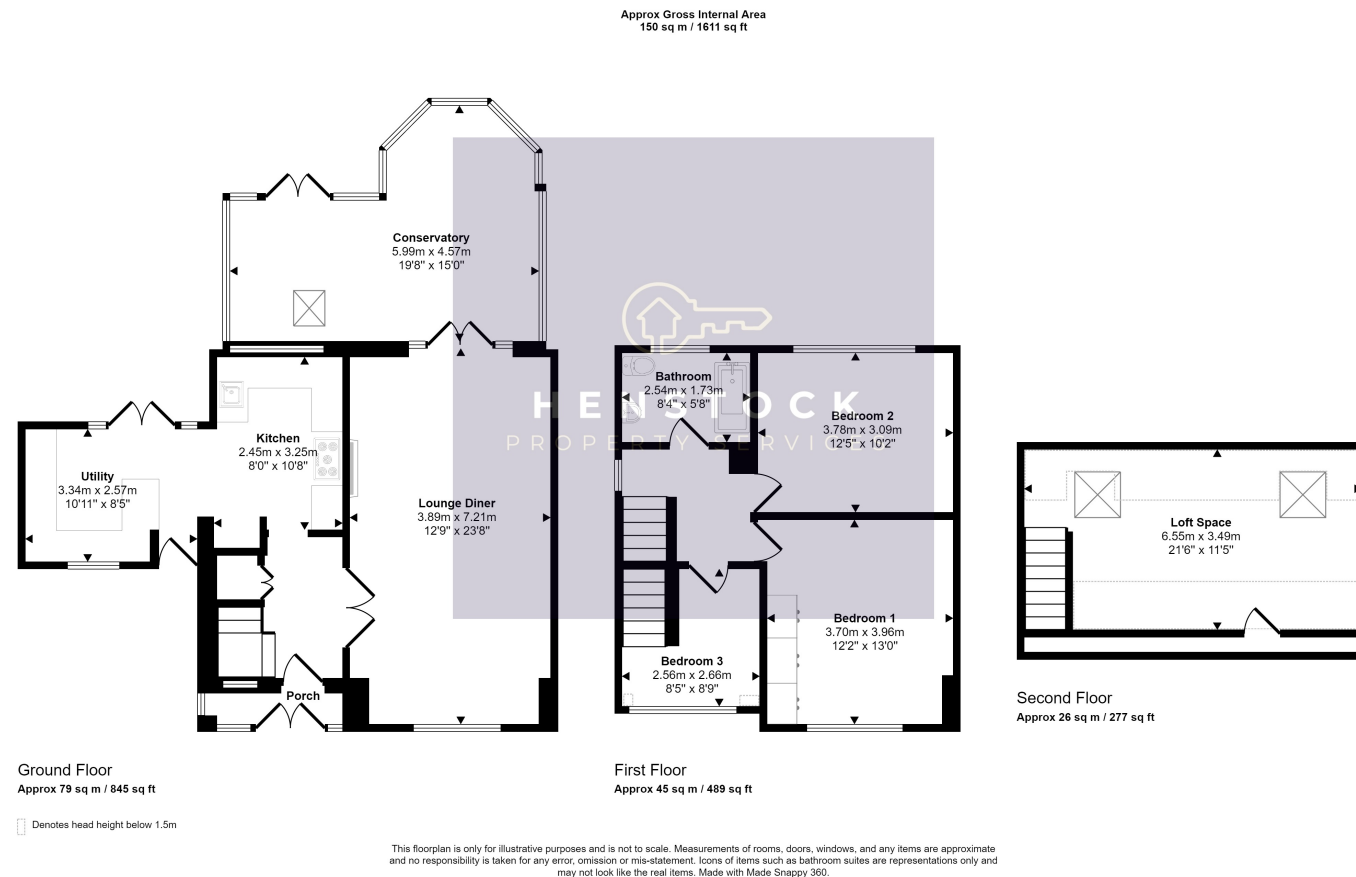 Approx Gross Internal Area
150 sq m / 1611 sq ft
Conservatory
5.99m x 4.57m
19'8" x 15'0"
Kitchen
2.45m x 3.25m
8'0" x 10'8"
Utility
3.34m x 2.57m
10'11" x 8'5"
Lounge Diner
3.89m x 7.21m
12'9" x 23'8"
Porch
Ground Floor
Approx 79 sq m / 845 sq ft
Denotes head height below 1.5m
HENSTOCK
PROPERTY SERVICES
Bathroom
2.54m x 1.73m
8'4" x 5'8"
Bedroom 2
3.78m x 3.09m
12'5" x 10'2"
Bedroom 1
3.70m x 3.96m
12'2" x 13'0"
Bedroom 3
2.56m x 2.66m
8'5" x 8'9"
First Floor
Approx 45 sq m / 489 sq ft
Loft Space
6.55m x 3.49m
21'6" x 11'5"
Second Floor
Approx 26 sq m / 277 sq ft
This floorplan is only for illustrative purposes and is not to scale. Measurements of rooms, doors, windows, and any items are approximate
and no responsibility is taken for any error, omission or mis-statement. Icons of items such as bathroom suites are representations only and
may not look like the real items. Made with Made Snappy 360.